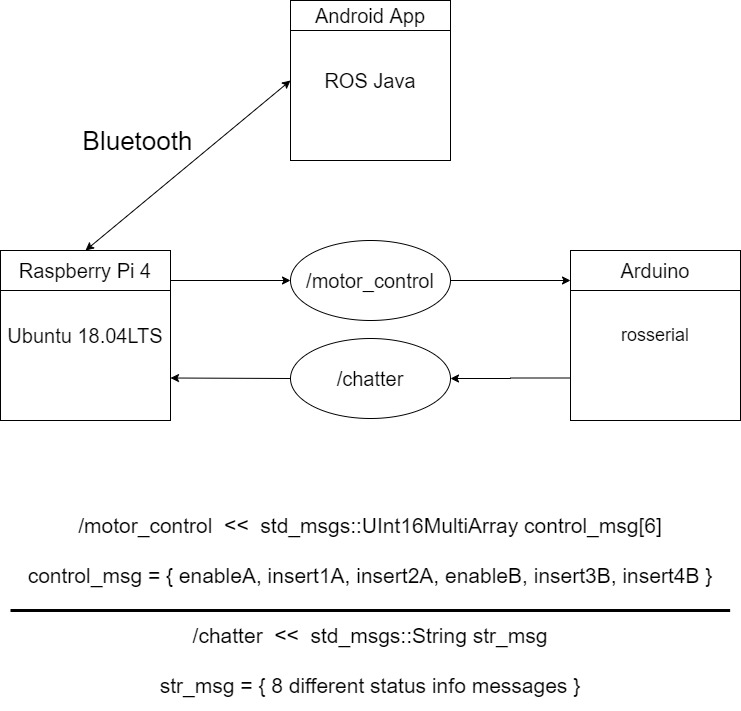 Android App
ROS Java
Bluetooth
Raspberry Pi 4
Ubuntu 18.04LTS
/motor_control
/chatter
Arduino
rosserial
/motor_control << std_msgs::UInt16MultiArray control_msg[6]
control_msg = { enableA, insert1A, insert2A, enableB, insert3B, insert4B }
/chatter << std_msgs::String str_msg
str_msg = { 8 different status info messages }